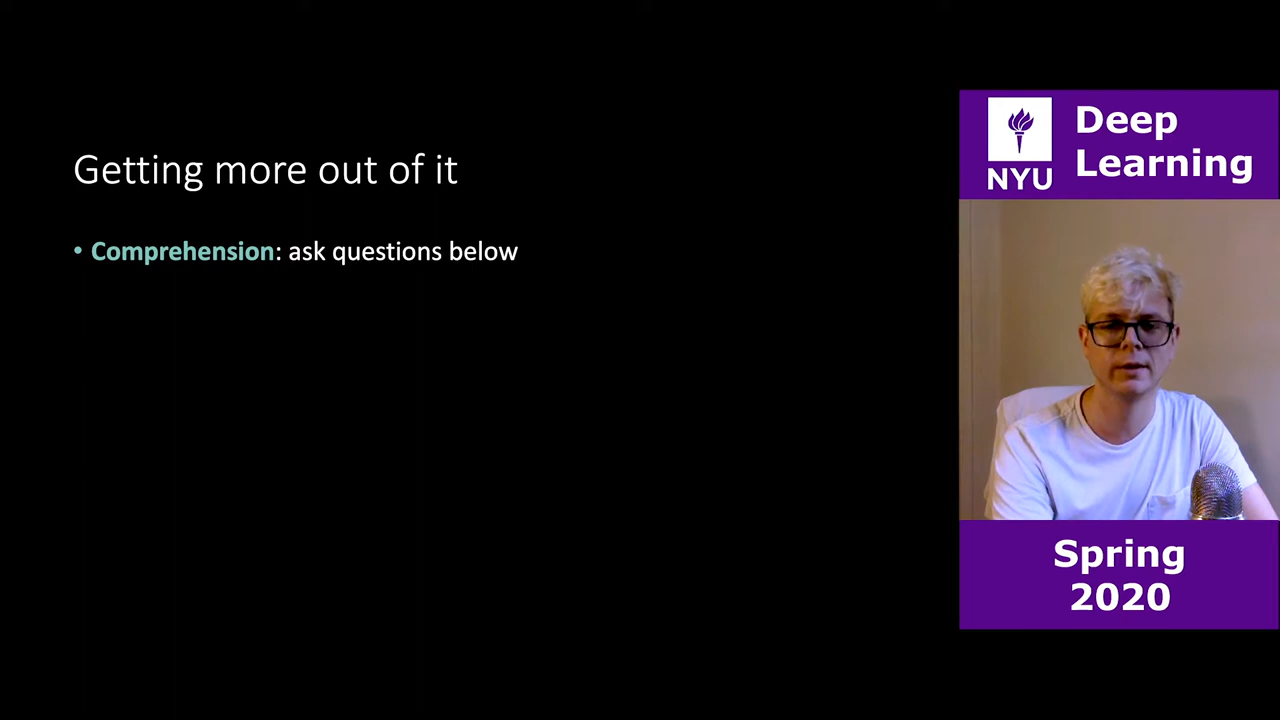 Getting more out of it
• Comprehension: ask questions below
NYU
Deep
Learning
Spring
2020